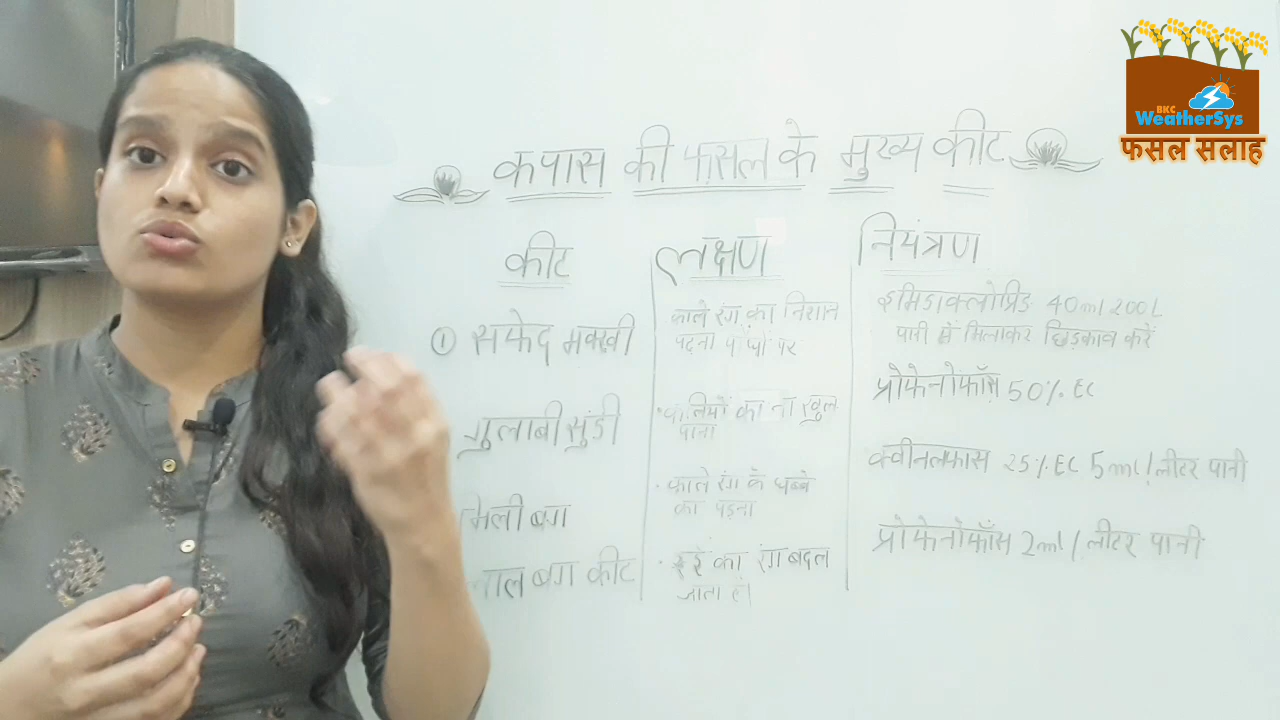 BKC
WeatherSys
फसल सलाह
कपास की फसल के मुख्य कीट
कीट लक्षण नियंत्रण
① सफेद मक्खी
काले रंग का निशान
पड़ना पौधों पर
इमिडाक्लोप्रिड 40ml 200L
पानी में मिलाकर छिड़काव करें
गुलाबी सुंडी
• कलियों का ना खुल
पाना
प्रोफेनोफॉस 50% EC
मिली बग
• काले रंग के धब्बे
का पड़ना
क्वीनलफास 25% EC 5ml/लीटर पानी
लाल बग कीट
• रुई का रंग बदल
जाता है।
प्रोफेनोफॉस 2ml/लीटर पानी